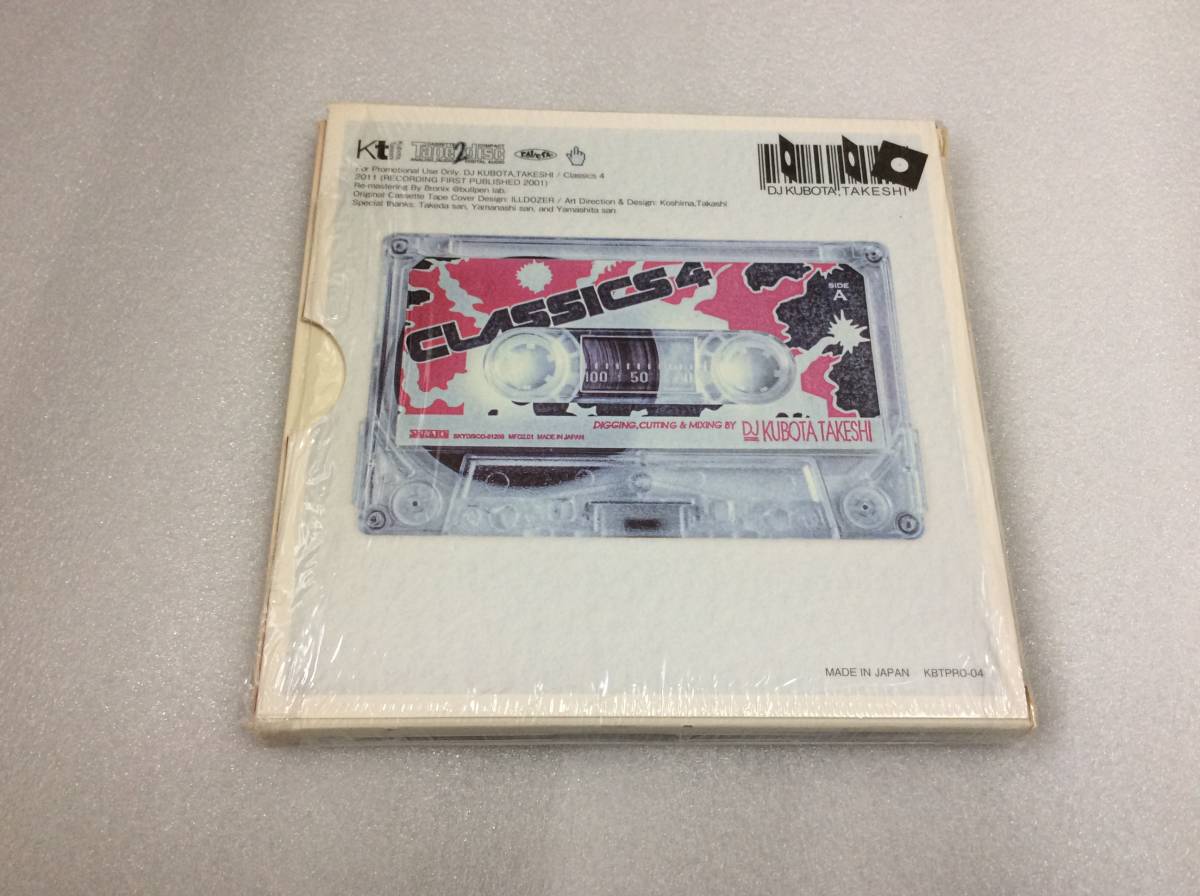 Kt
Tape2disc
DIGITAL AUDIO
For Promotional Use Only. DJ KUBOTA,TAKESHI / Classics 4
2011 (RECORDING FIRST PUBLISHED 2001)
Re-mastering By Bronix @bullpen lab.
Original Cassette Tape Cover Design: ILLDOZER / Art Direction & Design: Koshima,Takashi
Special thanks: Takeda san, Yamanashi san, and Yamashita san
DJ KUBOTA,TAKESHI
CLASSICS 4
SIDE
A
100 50
DIGGING,CUTTING & MIXING BY DJ KUBOTA TAKESHI
MADE IN JAPAN
MADE IN JAPAN KBTPRO-04